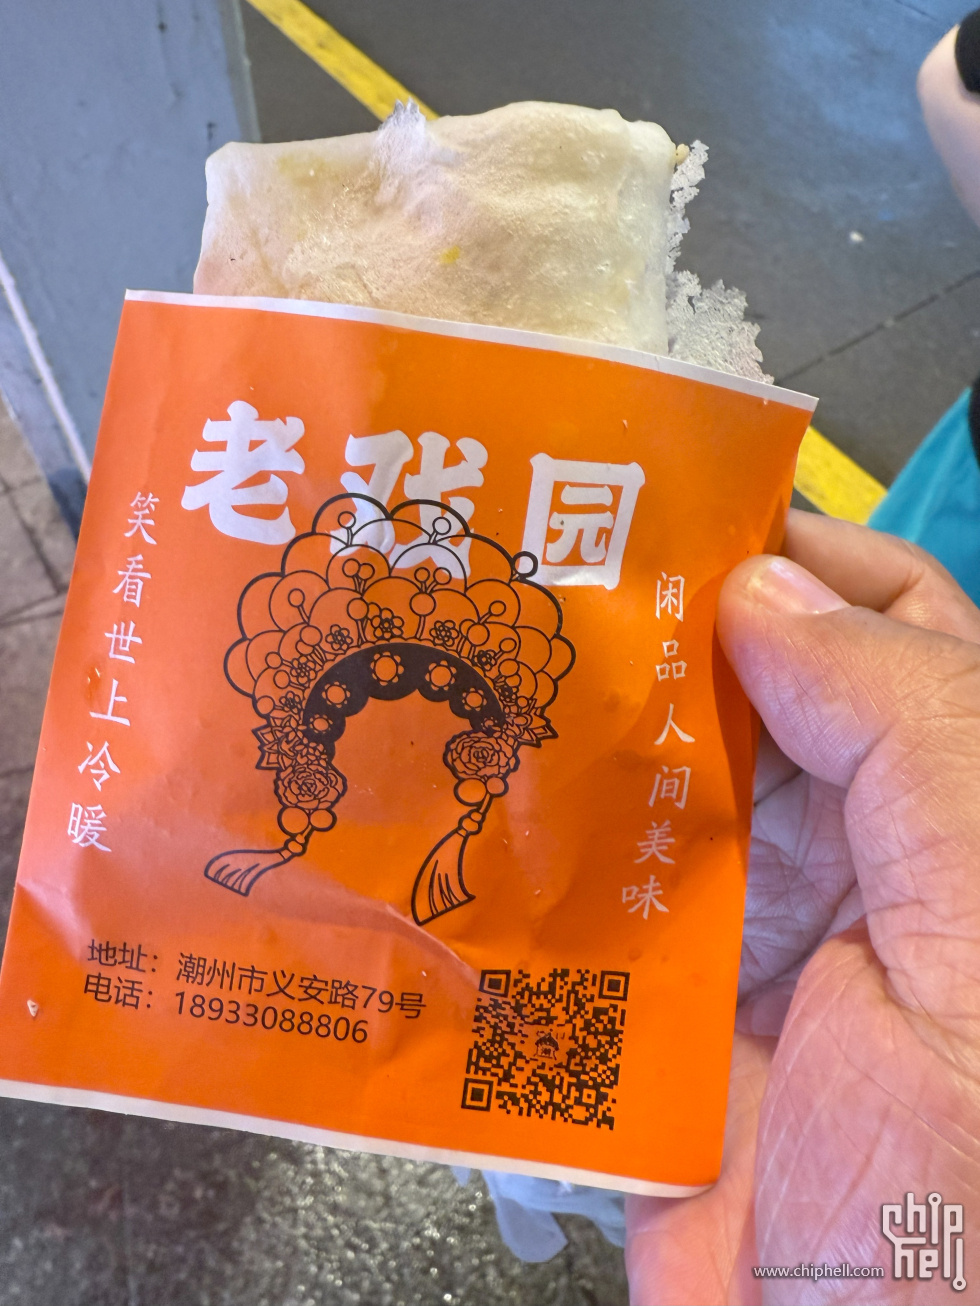 老戏园
笑看世上冷暖
闲品人间美味
地址：潮州市义安路79号
电话：18933088806
chip
hell
www.chiphell.com